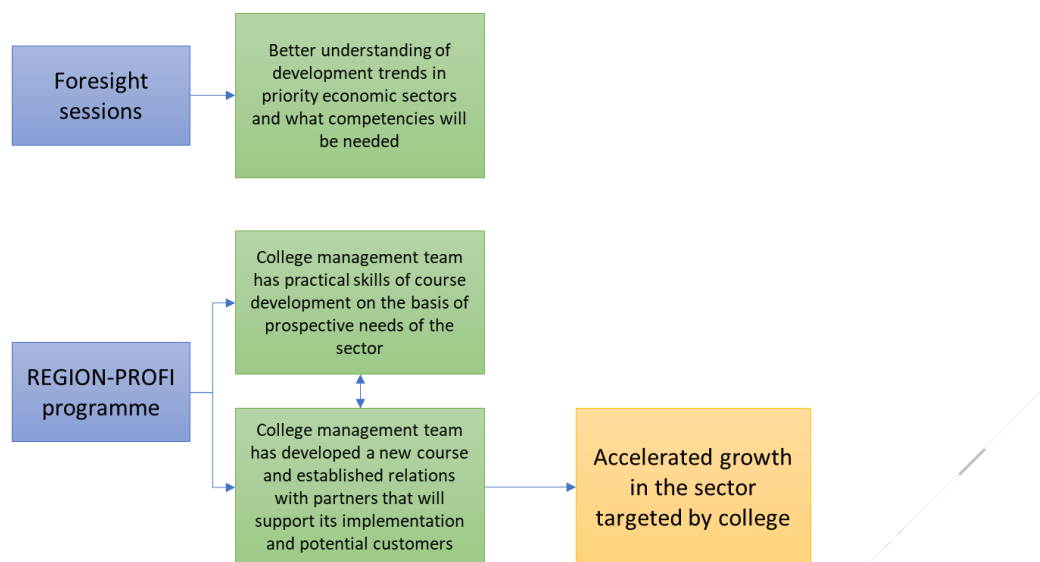 Foresight
sessions
Better understanding of
development trends in
priority economic sectors
and what competencies will
be needed
College management team
has practical skills of course
development on the basis of
prospective needs of the
sector
REGION-PROFI
programme
College management team
has developed a new course
and established relations
with partners that will
support its implementation
and potential customers
Accelerated growth
in the sector
targeted by college